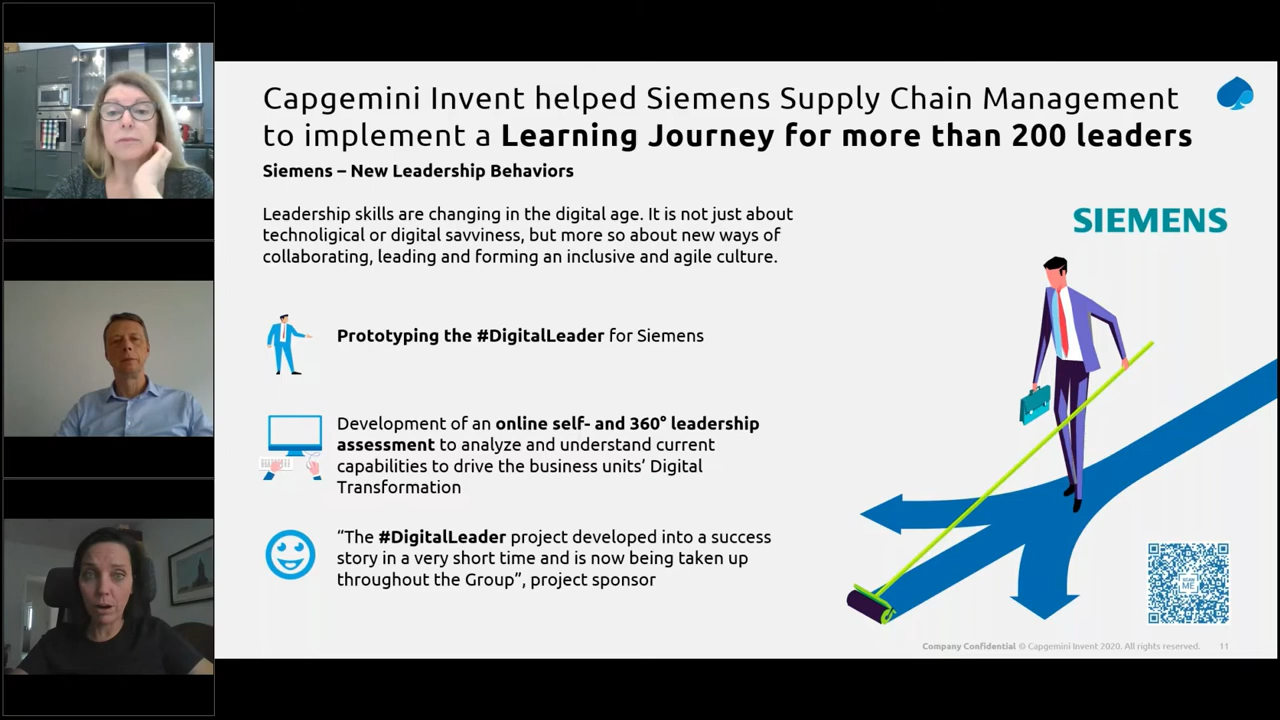 Capgemini Invent helped Siemens Supply Chain Management
to implement a Learning Journey for more than 200 leaders
Siemens – New Leadership Behaviors
Leadership skills are changing in the digital age. It is not just about
technoligical or digital savviness, but more so about new ways of
collaborating, leading and forming an inclusive and agile culture.
SIEMENS
Prototyping the #DigitalLeader for Siemens
Development of an online self- and 360° leadership
assessment to analyze and understand current
capabilities to drive the business units’ Digital
Transformation
“The #DigitalLeader project developed into a success
story in a very short time and is now being taken up
throughout the Group”, project sponsor
SCAN
ME
Company Confidential © Capgemini Invent 2020. All rights reserved. 11